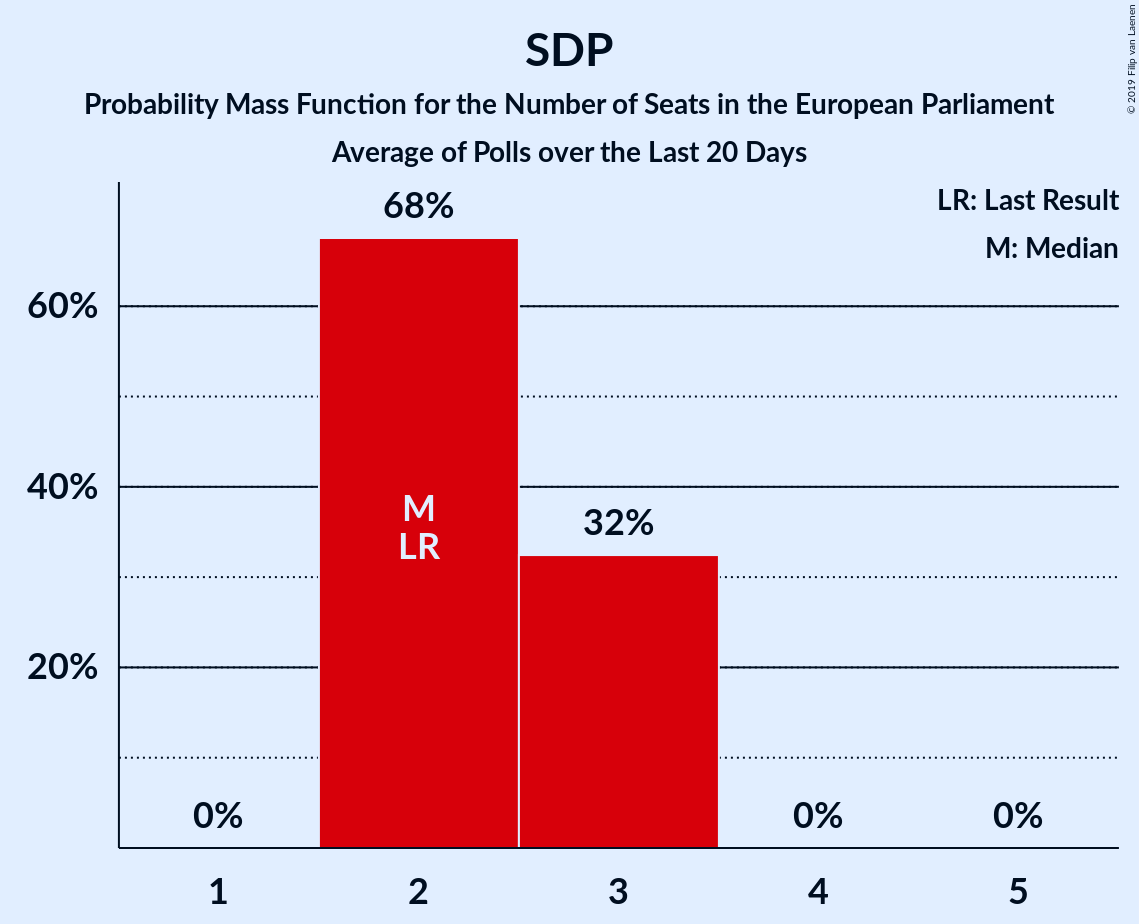 SDP
Probability Mass Function for the Number of Seats in the European Parliament
Average of Polls over the Last 20 Days
© 2019 Filip van Laenen
LR: Last Result
M: Median
68%
60%
40%
M
LR
32%
20%
0%
0%
0%
1
2
3
4
5